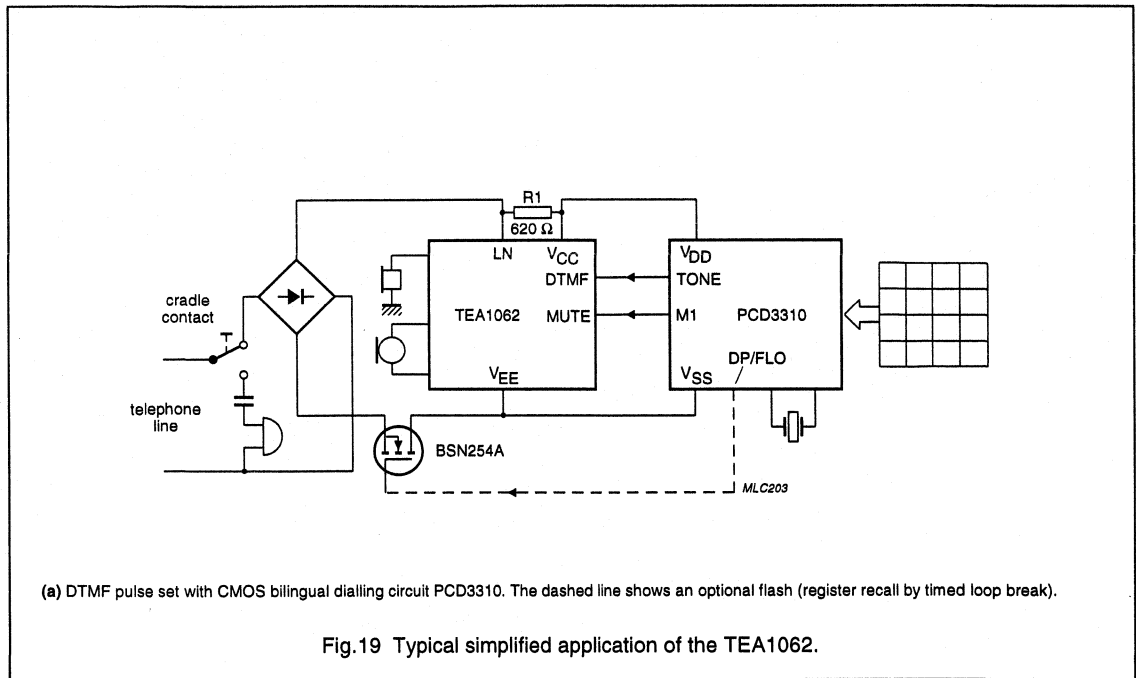 R1
620 Ω
LN
VCC
DTMF
MUTE
TEA1062
VEE
VDD
TONE
M1
PCD3310
DP/FLO
VSS
cradle
contact
telephone
line
BSN254A
MLC203
(a) DTMF pulse set with CMOS bilingual dialling circuit PCD3310. The dashed line shows an optional flash (register recall by timed loop break).
Fig.19 Typical simplified application of the TEA1062.